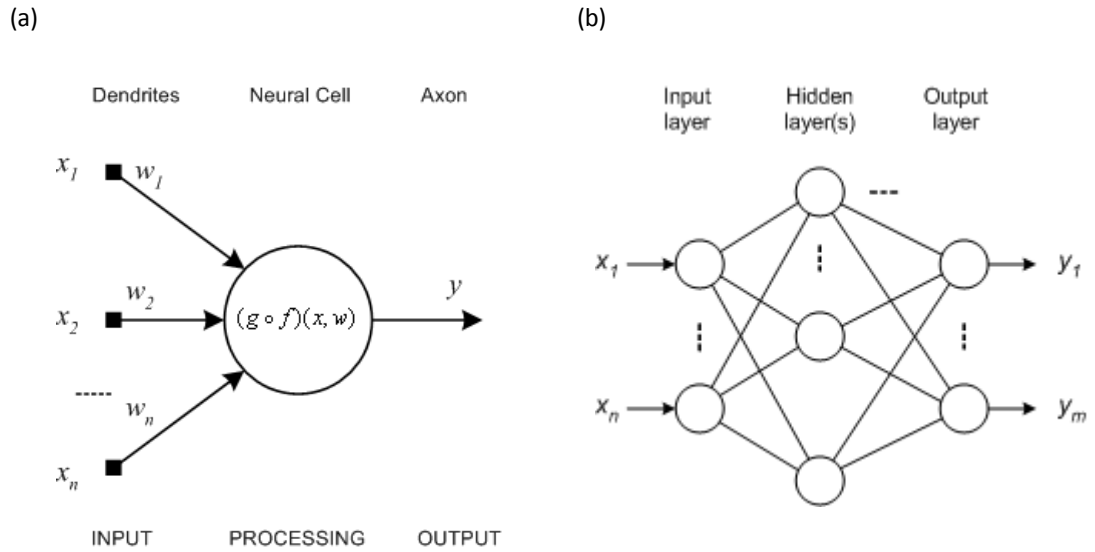 (a)
Dendrites Neural Cell Axon
x1 w1
x2 w2 (g ∘ f)(x, w) y
-----
wn
xn
INPUT PROCESSING OUTPUT
(b)
Input Hidden Output
layer layer(s) layer
x1 y1
xn ym